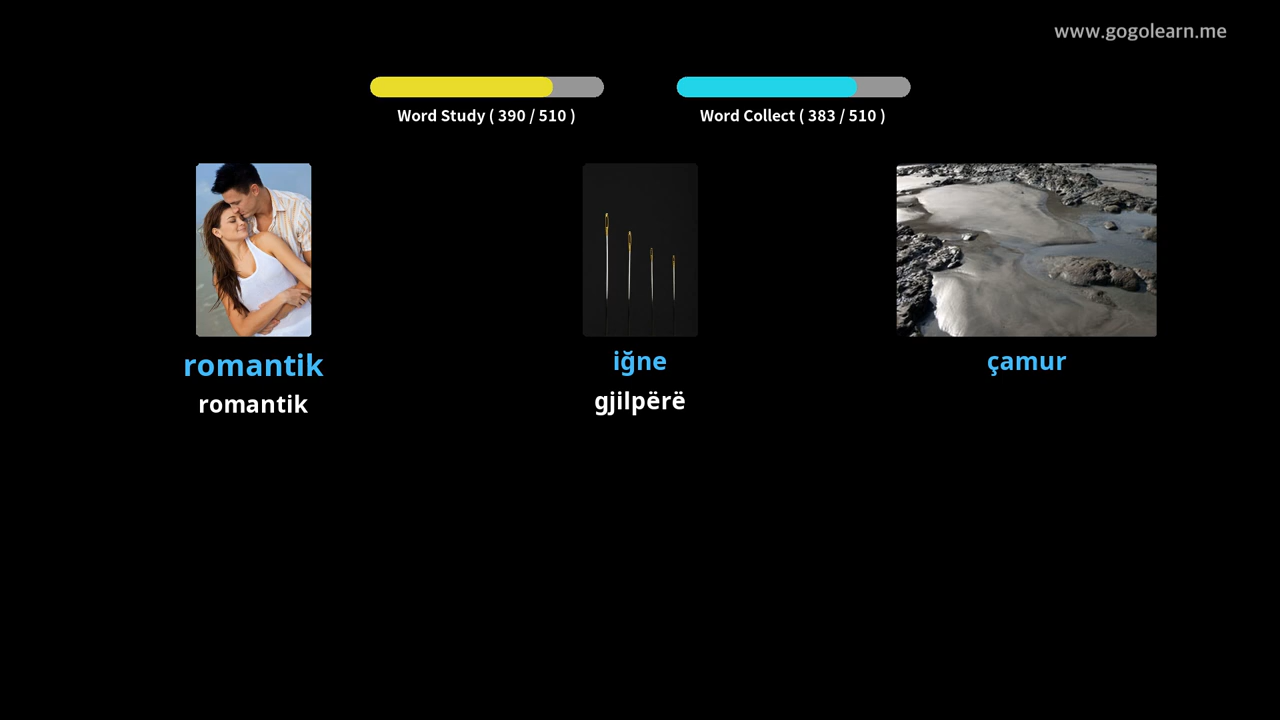 www.gogolearn.me
Word Study ( 390 / 510 )
Word Collect ( 383 / 510 )
romantik
romantik
iğne
gjilpërë
çamur